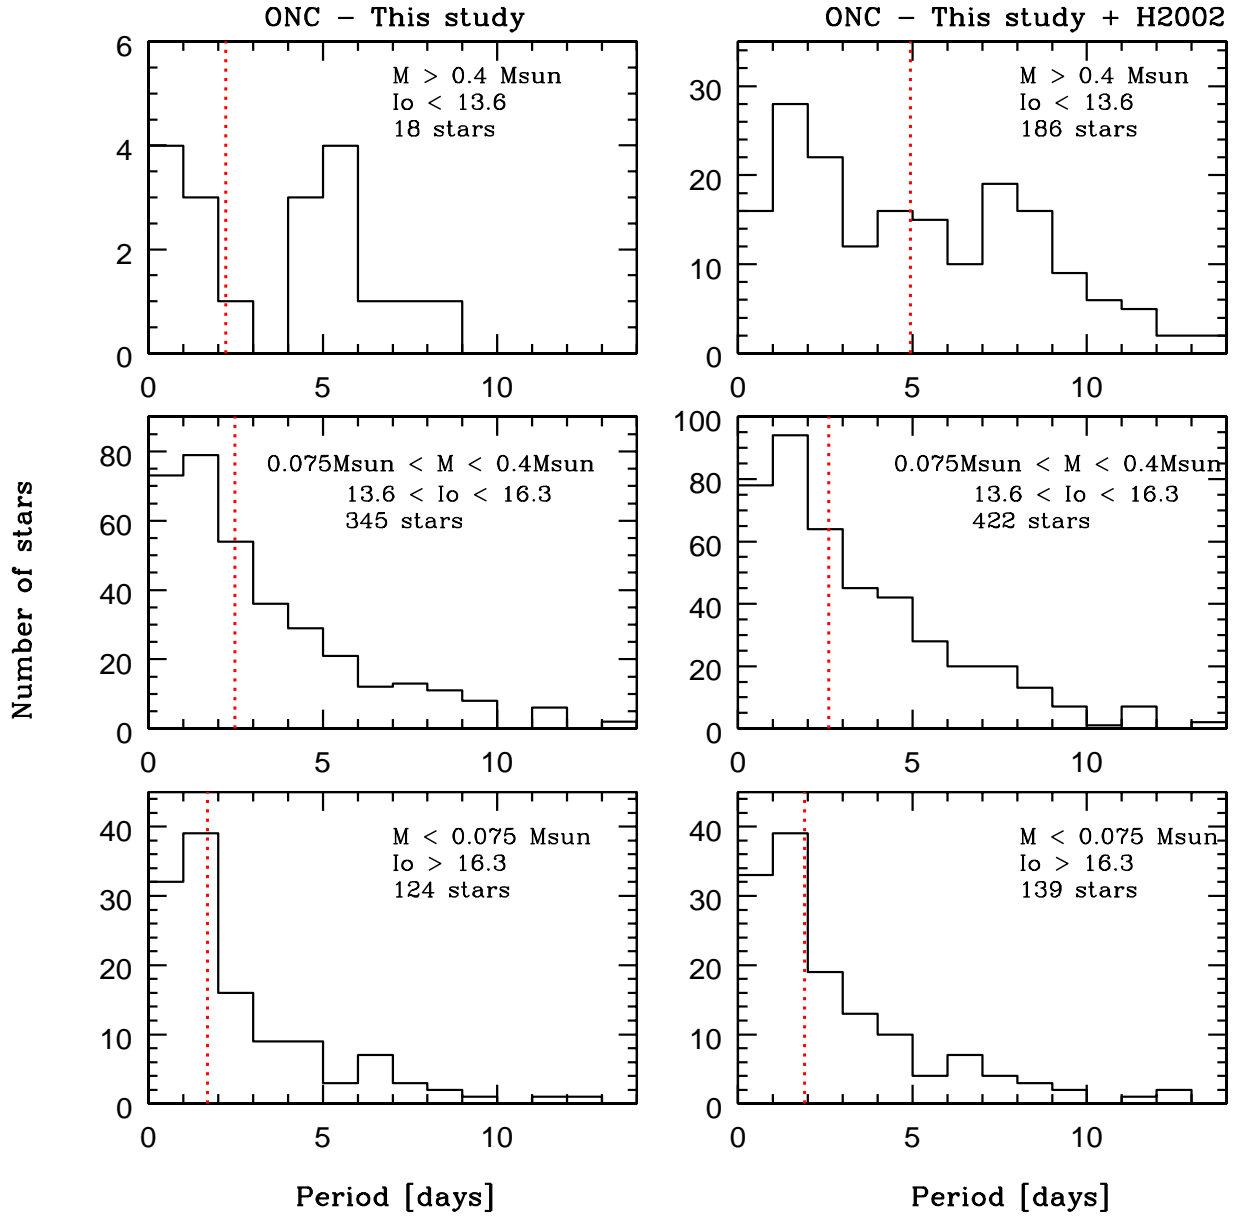 ONC – This study
ONC – This study + H2002
6
4
2
0
M > 0.4 Msun
Io < 13.6
18 stars
0 5 10
30
20
10
0
M > 0.4 Msun
Io < 13.6
186 stars
0 5 10
Number of stars
80
60
40
20
0
0.075Msun < M < 0.4Msun
13.6 < Io < 16.3
345 stars
0 5 10
100
80
60
40
20
0
0.075Msun < M < 0.4Msun
13.6 < Io < 16.3
422 stars
0 5 10
40
30
20
10
0
M < 0.075 Msun
Io > 16.3
124 stars
0 5 10
Period [days]
40
30
20
10
0
M < 0.075 Msun
Io > 16.3
139 stars
0 5 10
Period [days]